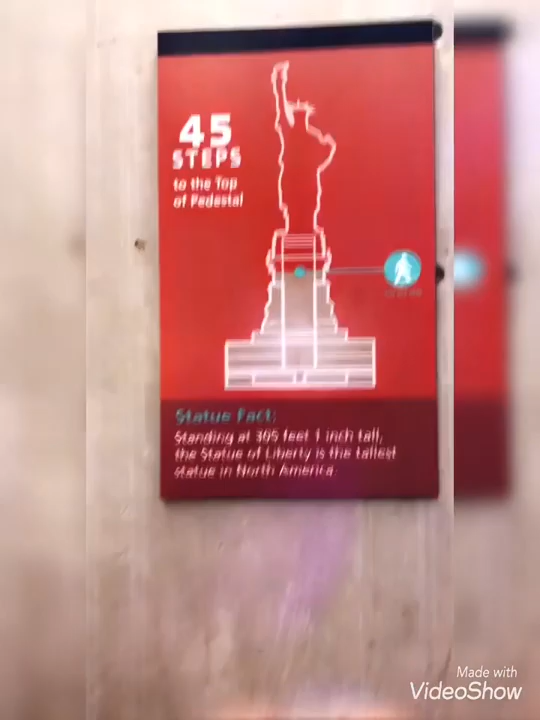 45
STEPS
to the Top
of Pedestal
Statue Fact:
Standing at 305 feet 1 inch tall,
the Statue of Liberty is the tallest
statue in North America.
Made with
VideoShow